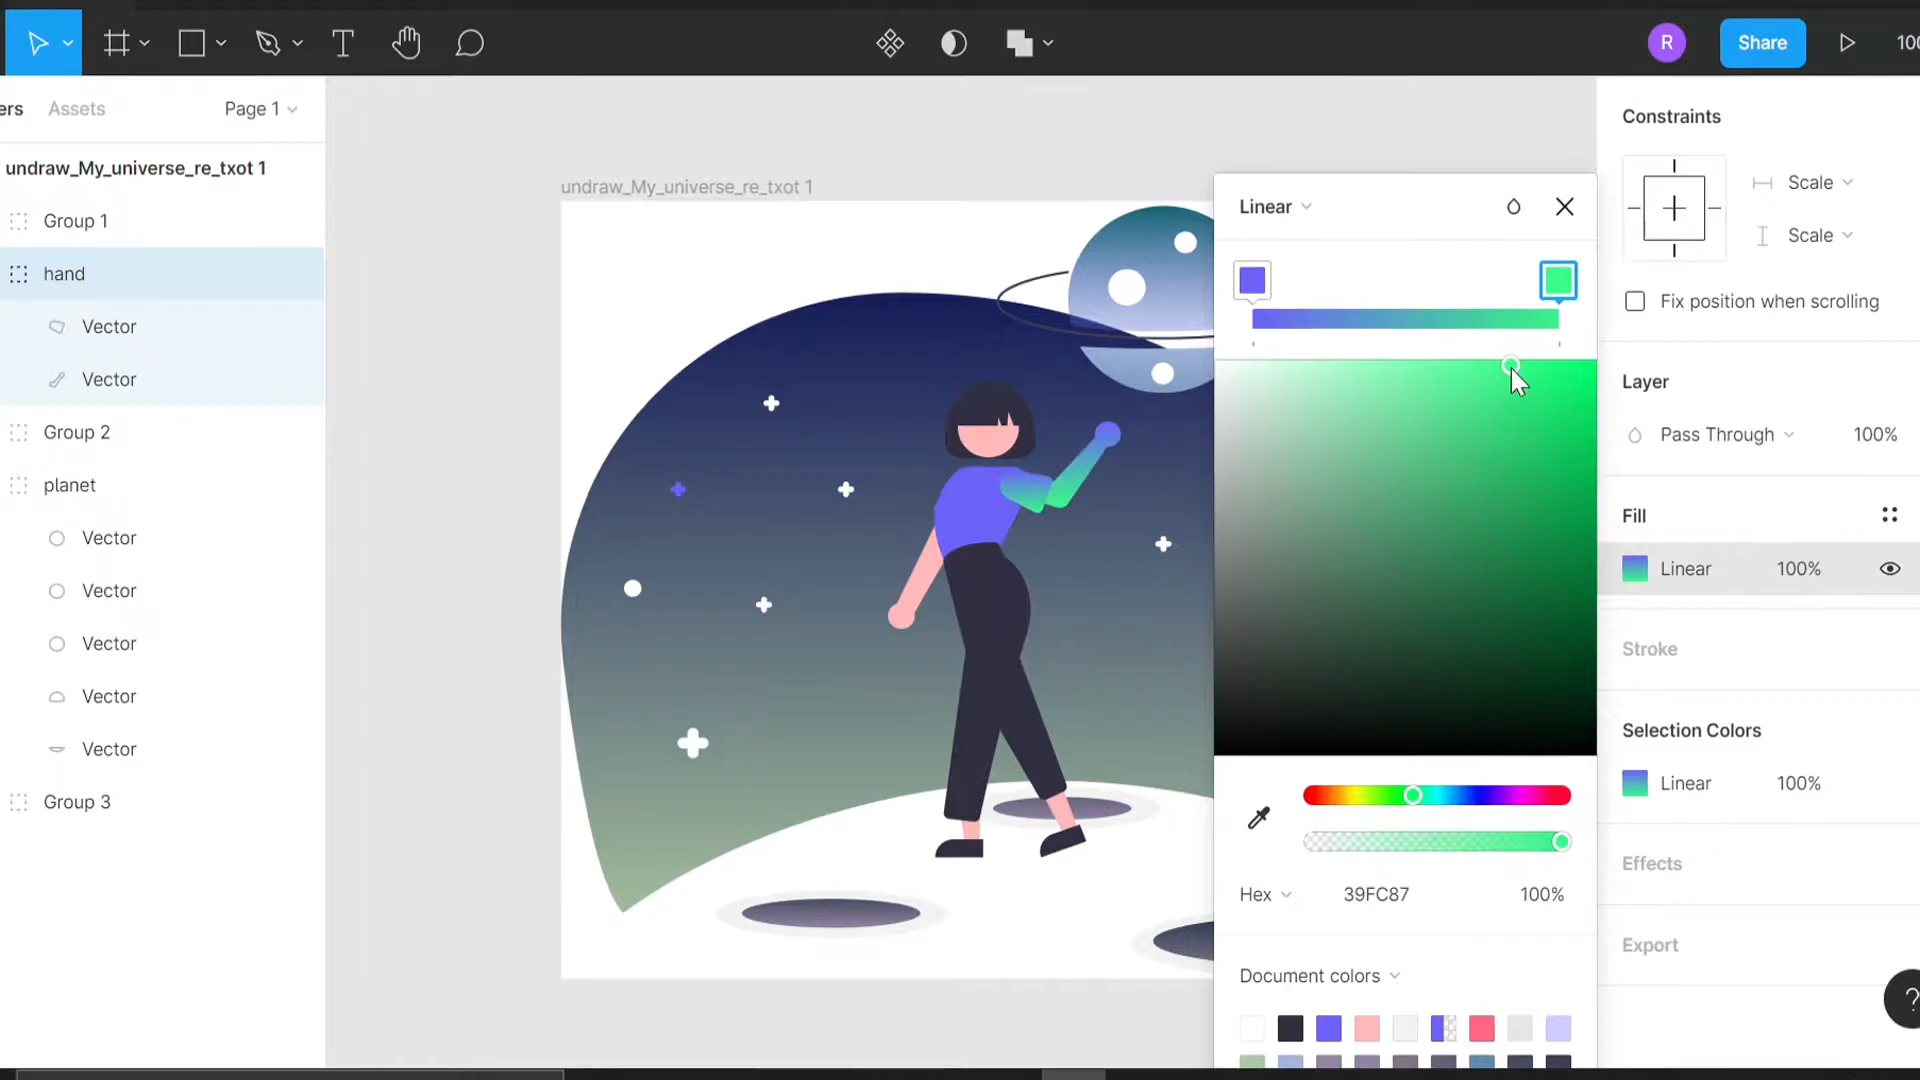 R
Share
100
ers
Assets
Page 1
undraw_My_universe_re_txot 1
Group 1
hand
Vector
Vector
Group 2
planet
Vector
Vector
Vector
Vector
Vector
Group 3
undraw_My_universe_re_txot 1
Linear
Hex
39FC87
100%
Document colors
Constraints
Scale
Scale
Fix position when scrolling
Layer
Pass Through
100%
Fill
Linear
100%
Stroke
Selection Colors
Linear
100%
Effects
Export
?